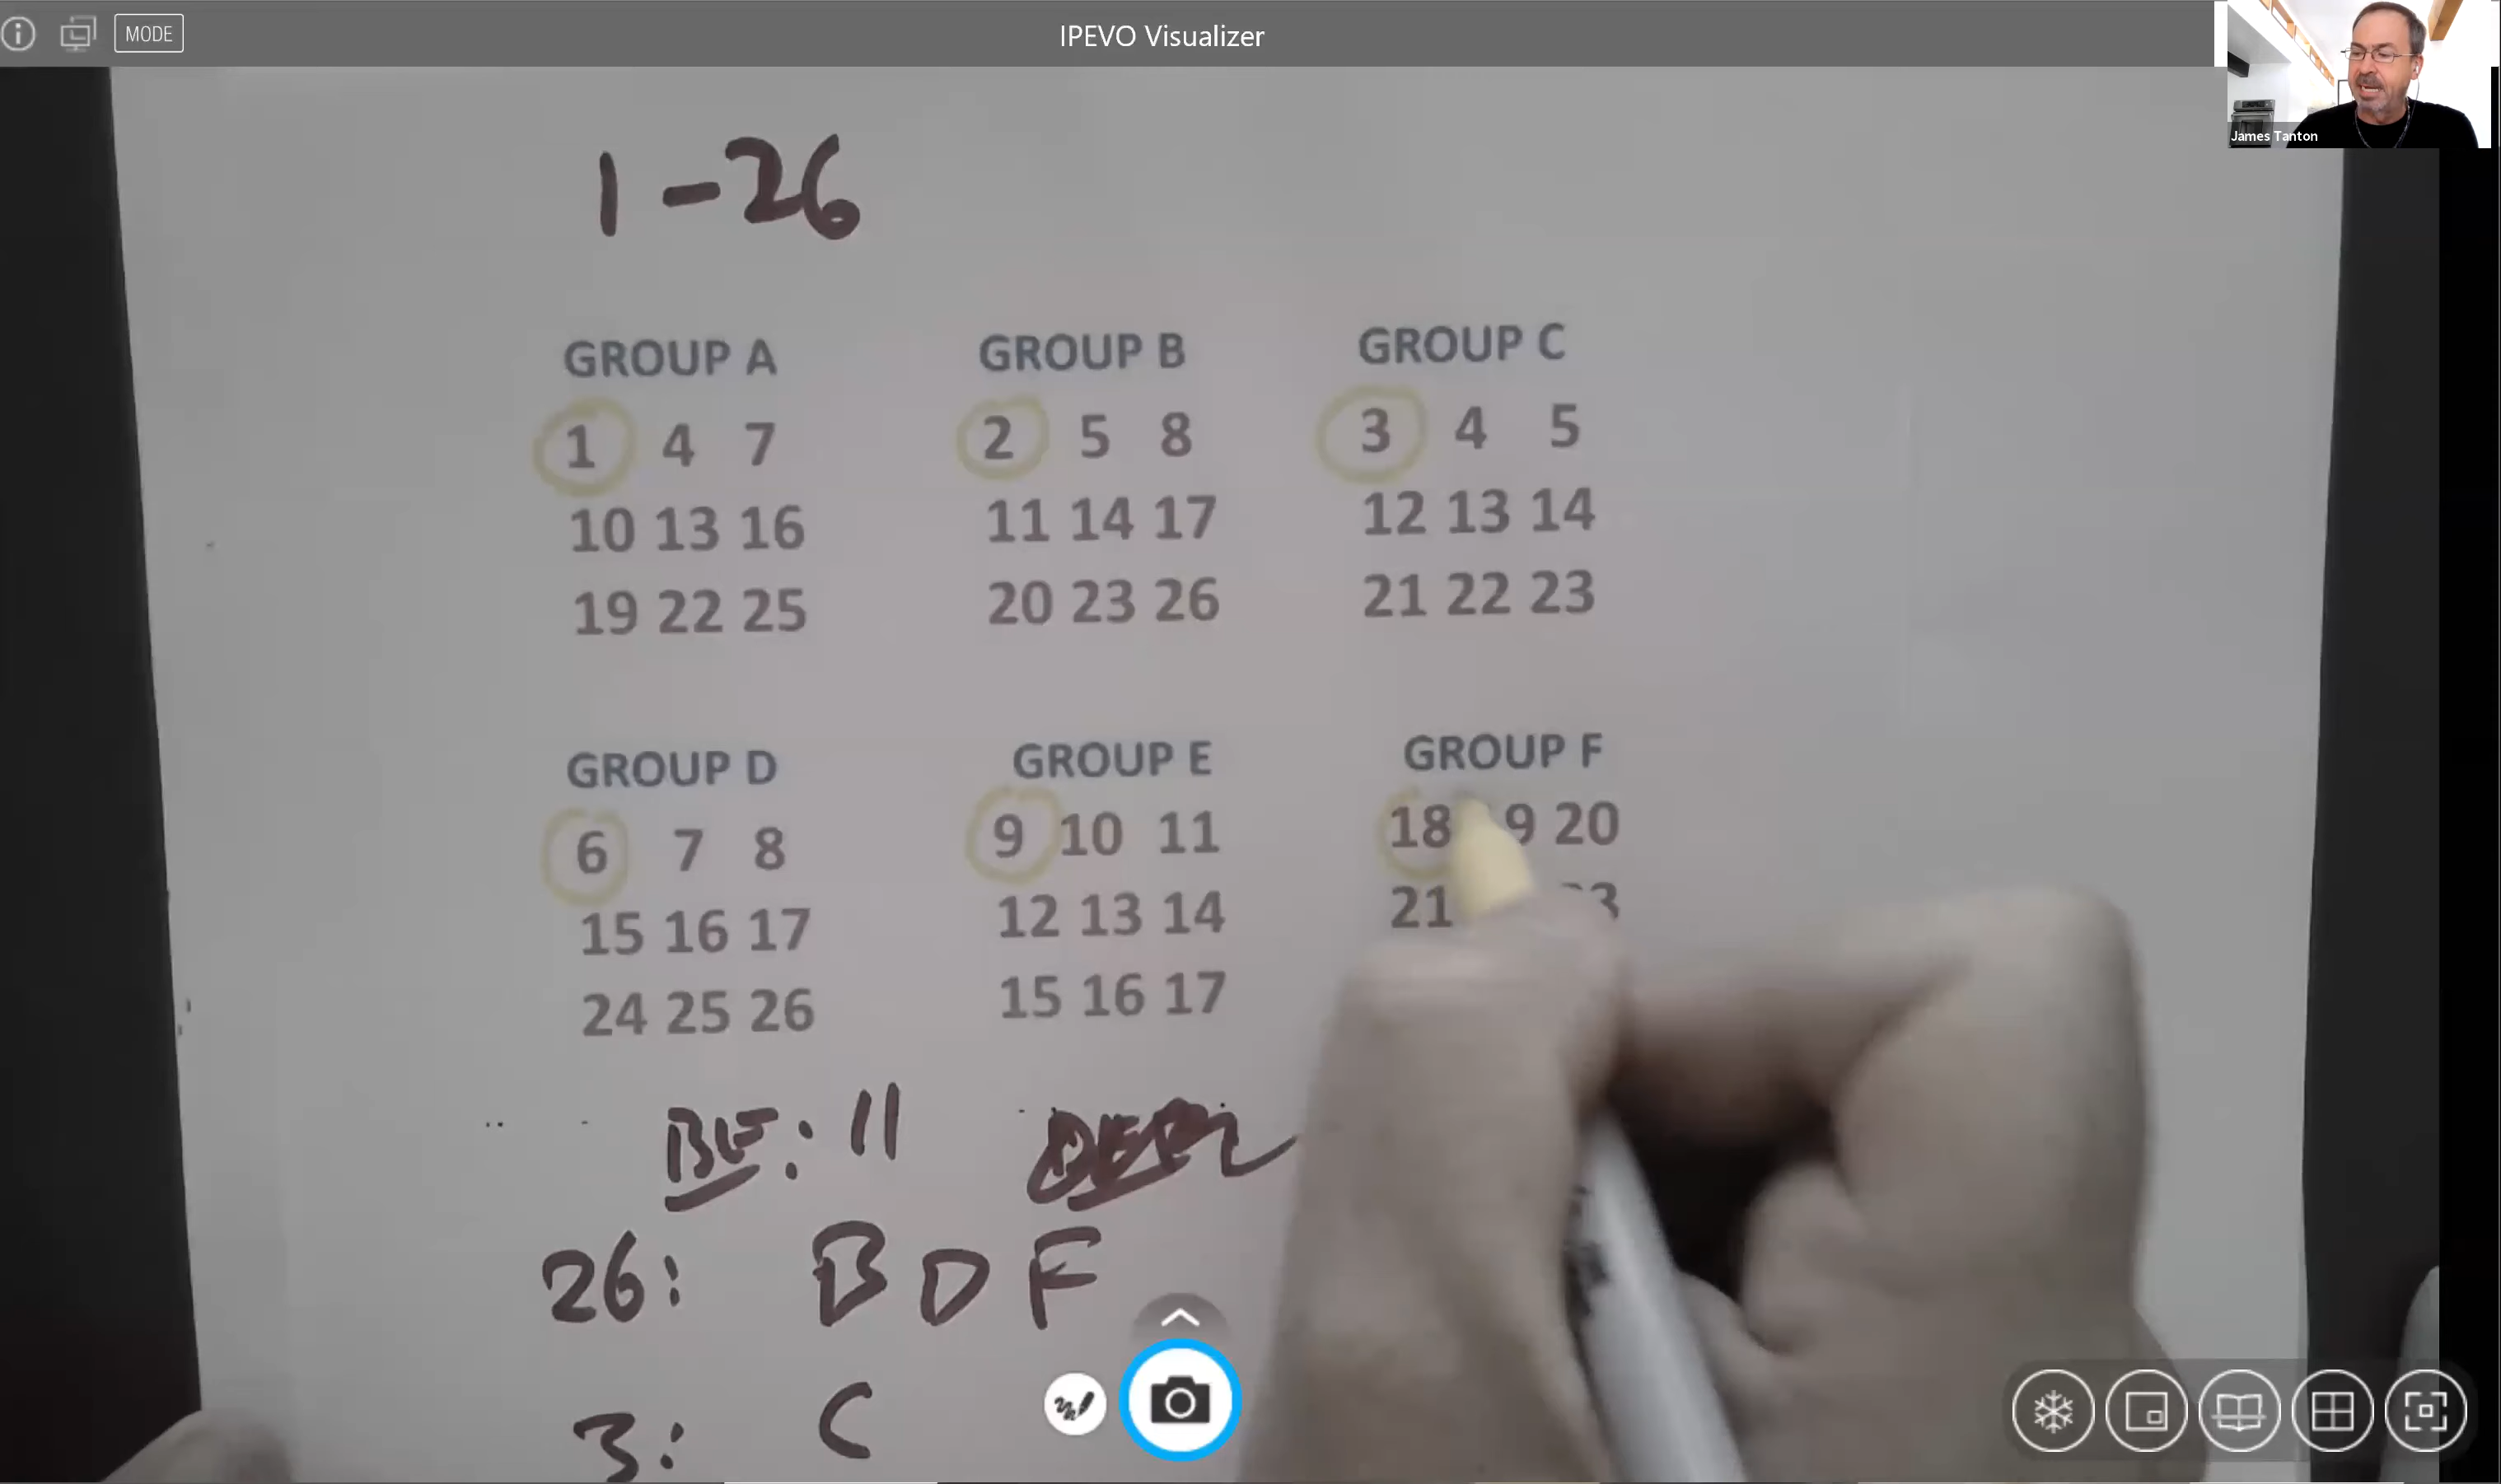 MODE
IPEVO Visualizer
James Tanton
1 - 26
GROUP A GROUP B GROUP C
1 4 7 2 5 8 3 4 5
10 13 16 11 14 17 12 13 14
19 22 25 20 23 26 21 22 23
GROUP D GROUP E GROUP F
6 7 8 9 10 11 18 9 20
15 16 17 12 13 14 21
24 25 26 15 16 17
BE: 11
26: B D F
3: C